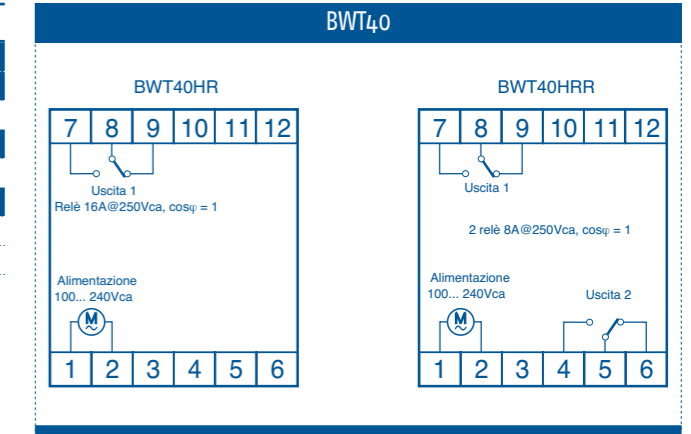 BWT40
BWT40HR
7 8 9 10 11 12
Uscita 1
Relè 16A@250Vca, cosφ = 1
Alimentazione
100... 240Vca
M
1 2 3 4 5 6
BWT40HRR
7 8 9 10 11 12
Uscita 1
2 relè 8A@250Vca, cosφ = 1
Alimentazione
100... 240Vca
Uscita 2
M
1 2 3 4 5 6